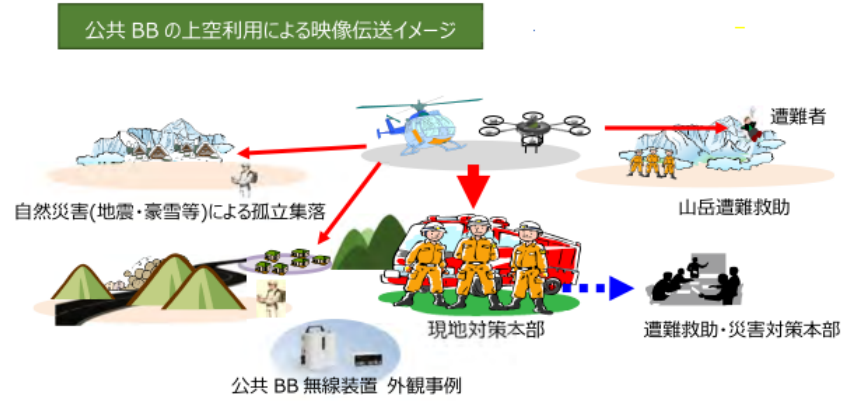 公共 BB の上空利用による映像伝送イメージ
遭難者
自然災害(地震・豪雪等)による孤立集落
山岳遭難救助
現地対策本部
遭難救助・災害対策本部
公共 BB 無線装置 外観事例